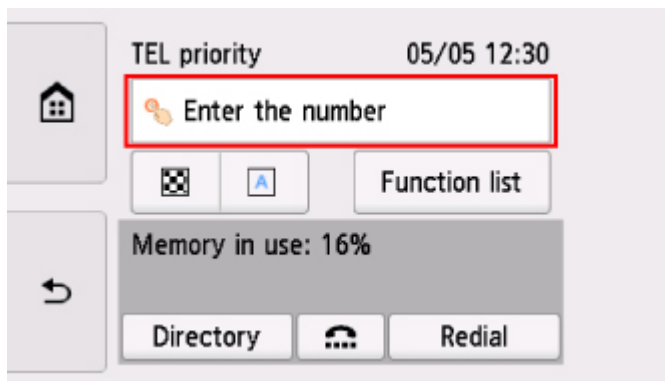 TEL priority 05/05 12:30
Enter the number
A Function list
Memory in use: 16%
Directory Redial